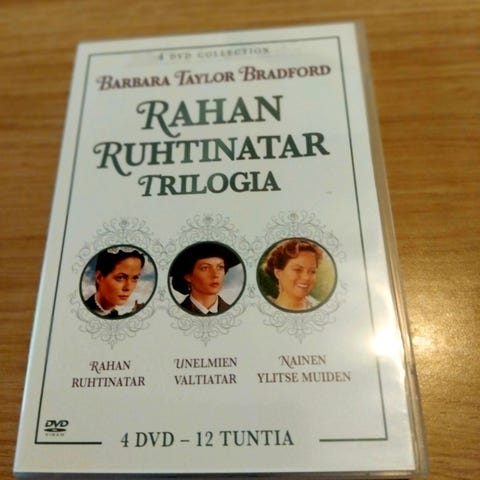 4 DVD COLLECTION
BARBARA TAYLOR BRADFORD
RAHAN
RUHTINATAR
TRILOGIA
RAHAN
RUHTINATAR
UNELMIEN
VALTIATAR
NAINEN
YLITSE MUIDEN
DVD
VIDEO
4 DVD – 12 TUNTIA